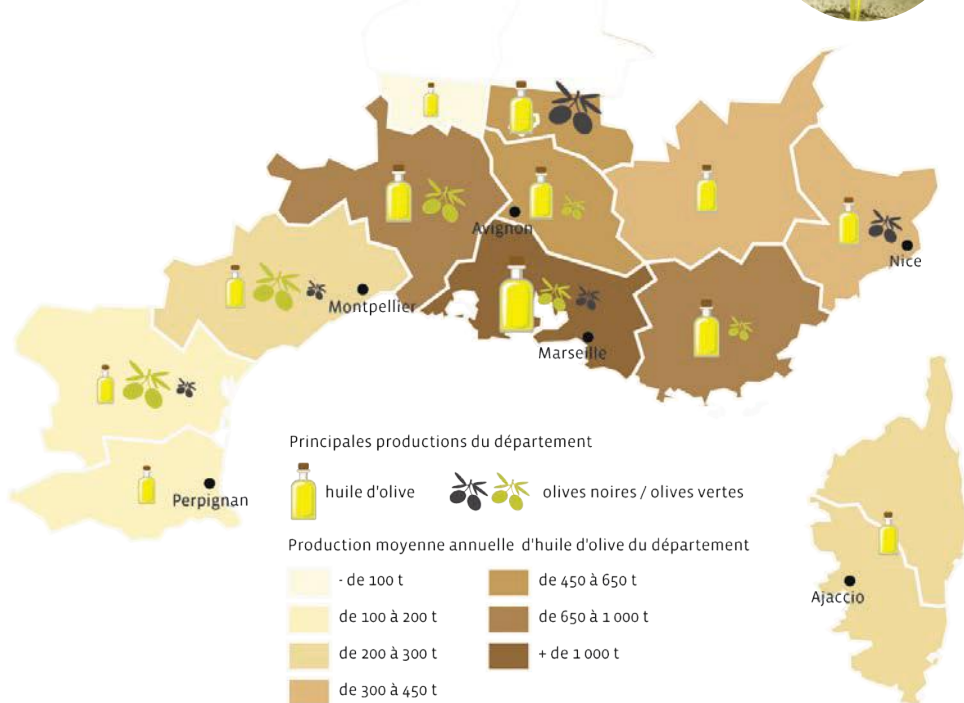 Avignon
Nice
Montpellier
Marseille
Perpignan
Principales productions du département
huile d'olive
olives noires / olives vertes
Production moyenne annuelle d'huile d'olive du département
- de 100 t
de 450 à 650 t
de 100 à 200 t
de 650 à 1 000 t
de 200 à 300 t
+ de 1 000 t
de 300 à 450 t
Ajaccio